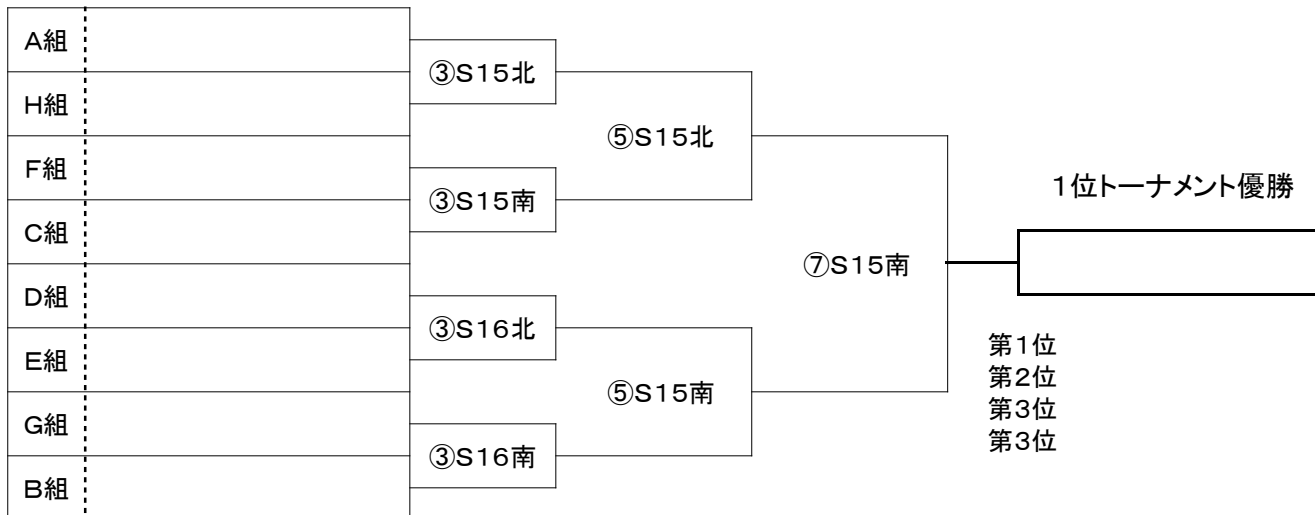 A組
③S15北
H組
⑤S15北
F組
1位トーナメント優勝
③S15南
C組
⑦S15南
D組
③S16北
第1位
E組
第2位
⑤S15南
第3位
G組
第3位
③S16南
B組